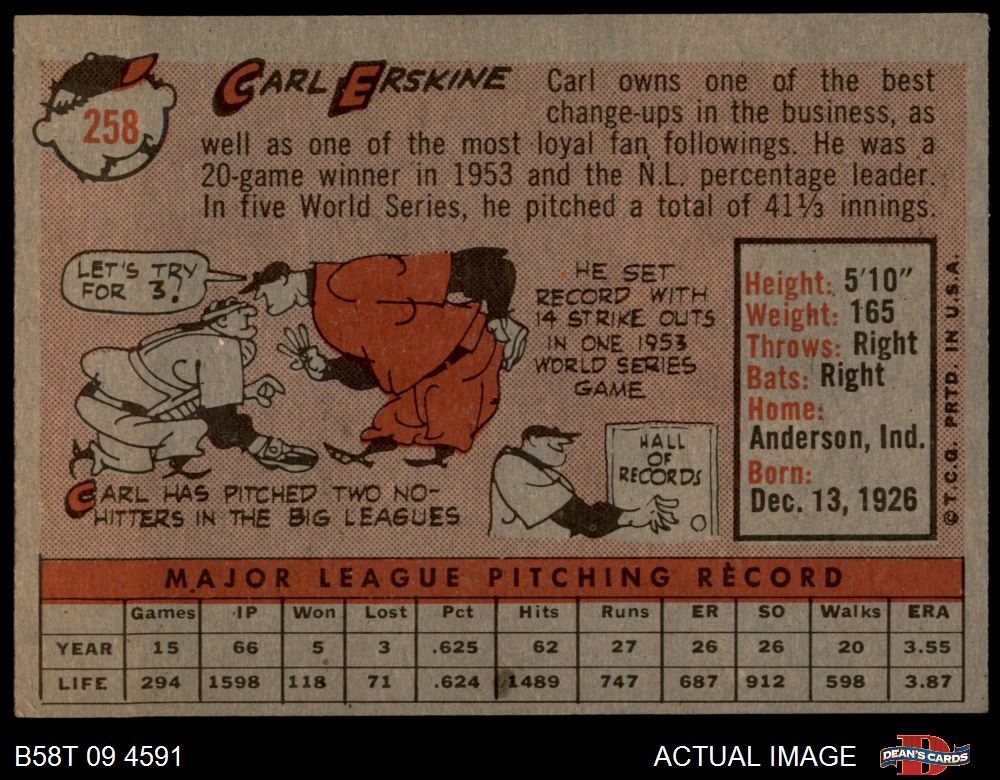 258
CARL ERSKINE
Carl owns one of the best
change-ups in the business, as
well as one of the most loyal fan followings. He was a
20-game winner in 1953 and the N.L. percentage leader.
In five World Series, he pitched a total of 41⅓ innings.
LET'S TRY
FOR 3!
CARL HAS PITCHED TWO NO-
HITTERS IN THE BIG LEAGUES
HE SET
RECORD WITH
14 STRIKE OUTS
IN ONE 1953
WORLD SERIES
GAME
HALL
OF
RECORDS
Height: 5'10"
Weight: 165
Throws: Right
Bats: Right
Home:
Anderson, Ind.
Born:
Dec. 13, 1926
© T.C.G. PRTD. IN U.S.A.
MAJOR LEAGUE PITCHING RECORD
Games IP Won Lost Pct Hits Runs ER SO Walks ERA
YEAR 15 66 5 3 .625 62 27 26 26 20 3.55
LIFE 294 1598 118 71 .624 1489 747 687 912 598 3.87
B58T 09 4591
ACTUAL IMAGE
D
DEAN'S CARDS